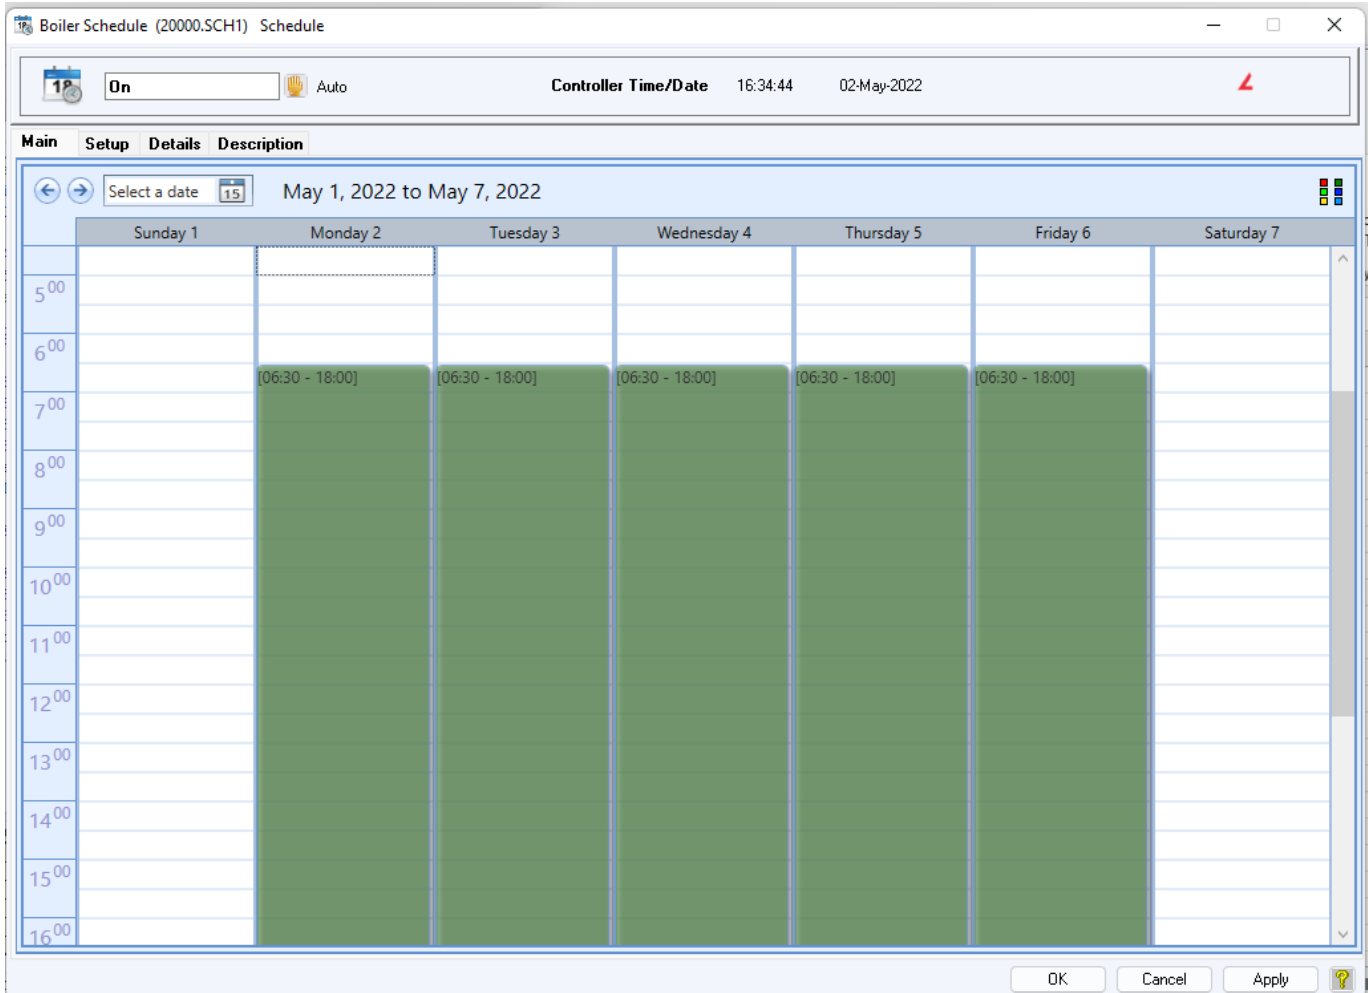 Boiler Schedule (20000.SCH1) Schedule
18
On
Auto
Controller Time/Date 16:34:44 02-May-2022
Main Setup Details Description
Select a date 15 May 1, 2022 to May 7, 2022
Sunday 1 Monday 2 Tuesday 3 Wednesday 4 Thursday 5 Friday 6 Saturday 7
5 00
6 00
[06:30 - 18:00] [06:30 - 18:00] [06:30 - 18:00] [06:30 - 18:00] [06:30 - 18:00]
7 00
8 00
9 00
10 00
11 00
12 00
13 00
14 00
15 00
16 00
OK Cancel Apply ?